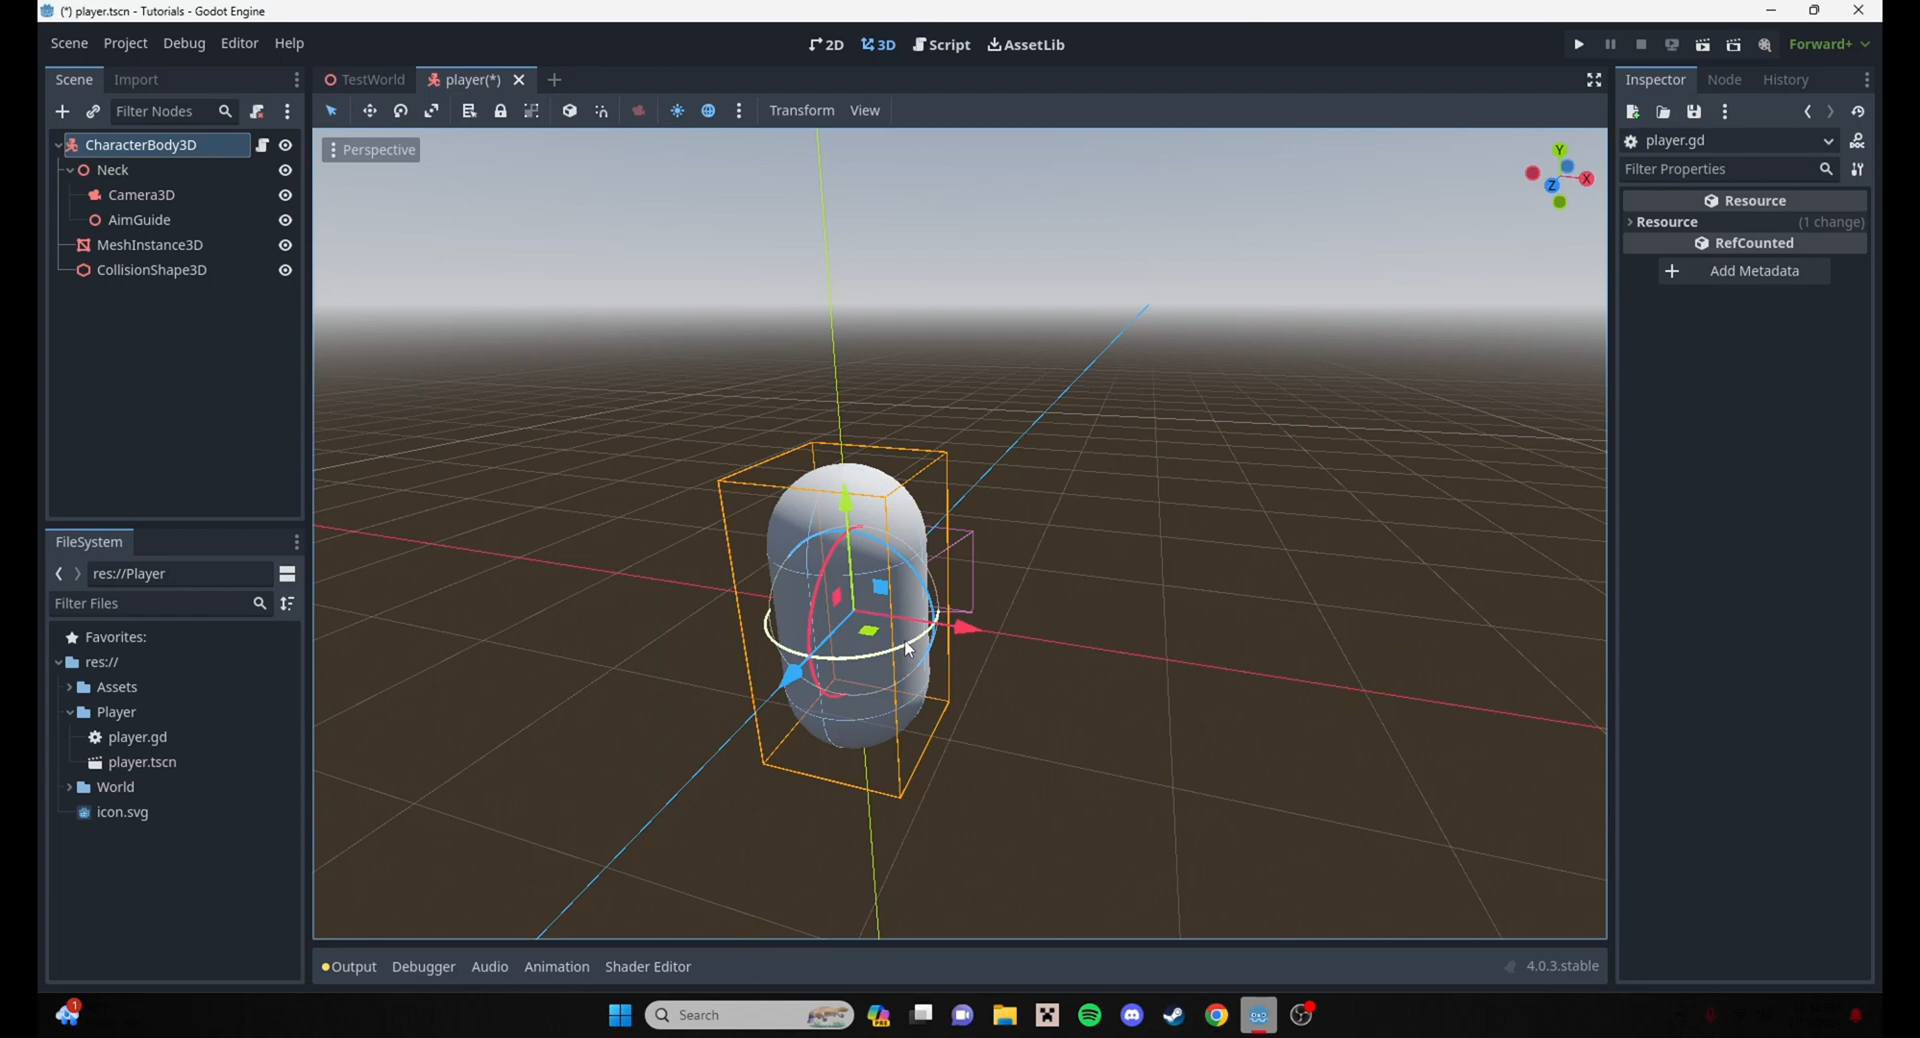 (*) player.tscn - Tutorials - Godot Engine
Scene Project Debug Editor Help
2D 3D Script AssetLib
Forward+
Scene Import
TestWorld player(*)
Inspector Node History
Filter Nodes
Transform View
CharacterBody3D
Neck
Camera3D
AimGuide
MeshInstance3D
CollisionShape3D
Perspective
Y
X
Z
player.gd
DOC
Filter Properties
Resource
Resource (1 change)
RefCounted
Add Metadata
FileSystem
res://Player
Filter Files
Favorites:
res://
Assets
Player
player.gd
player.tscn
World
icon.svg
Output Debugger Audio Animation Shader Editor
4.0.3.stable
1
Search
PRE